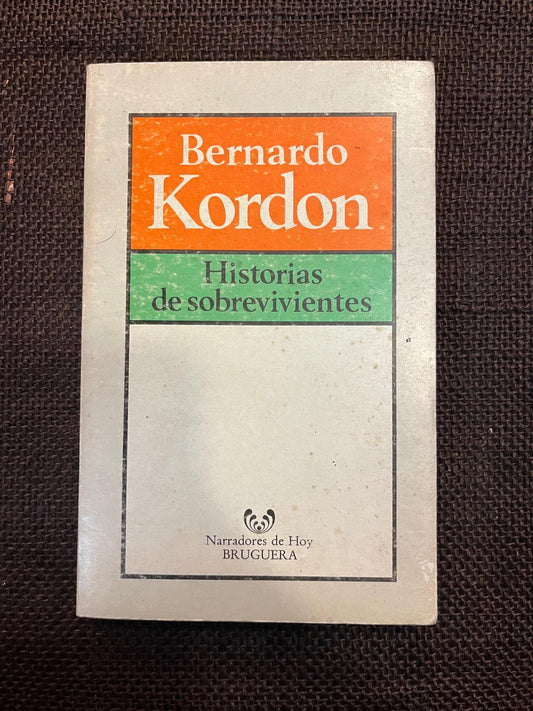 Bernardo
Kordon
Historias
de sobrevivientes
Narradores de Hoy
BRUGUERA